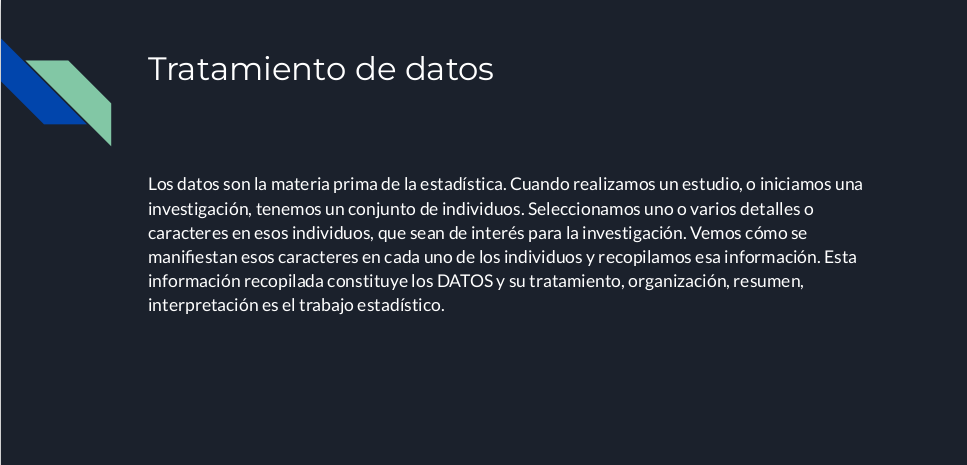 Tratamiento de datos
Los datos son la materia prima de la estadística. Cuando realizamos un estudio, o iniciamos una
investigación, tenemos un conjunto de individuos. Seleccionamos uno o varios detalles o
caracteres en esos individuos, que sean de interés para la investigación. Vemos cómo se
manifiestan esos caracteres en cada uno de los individuos y recopilamos esa información. Esta
información recopilada constituye los DATOS y su tratamiento, organización, resumen,
interpretación es el trabajo estadístico.